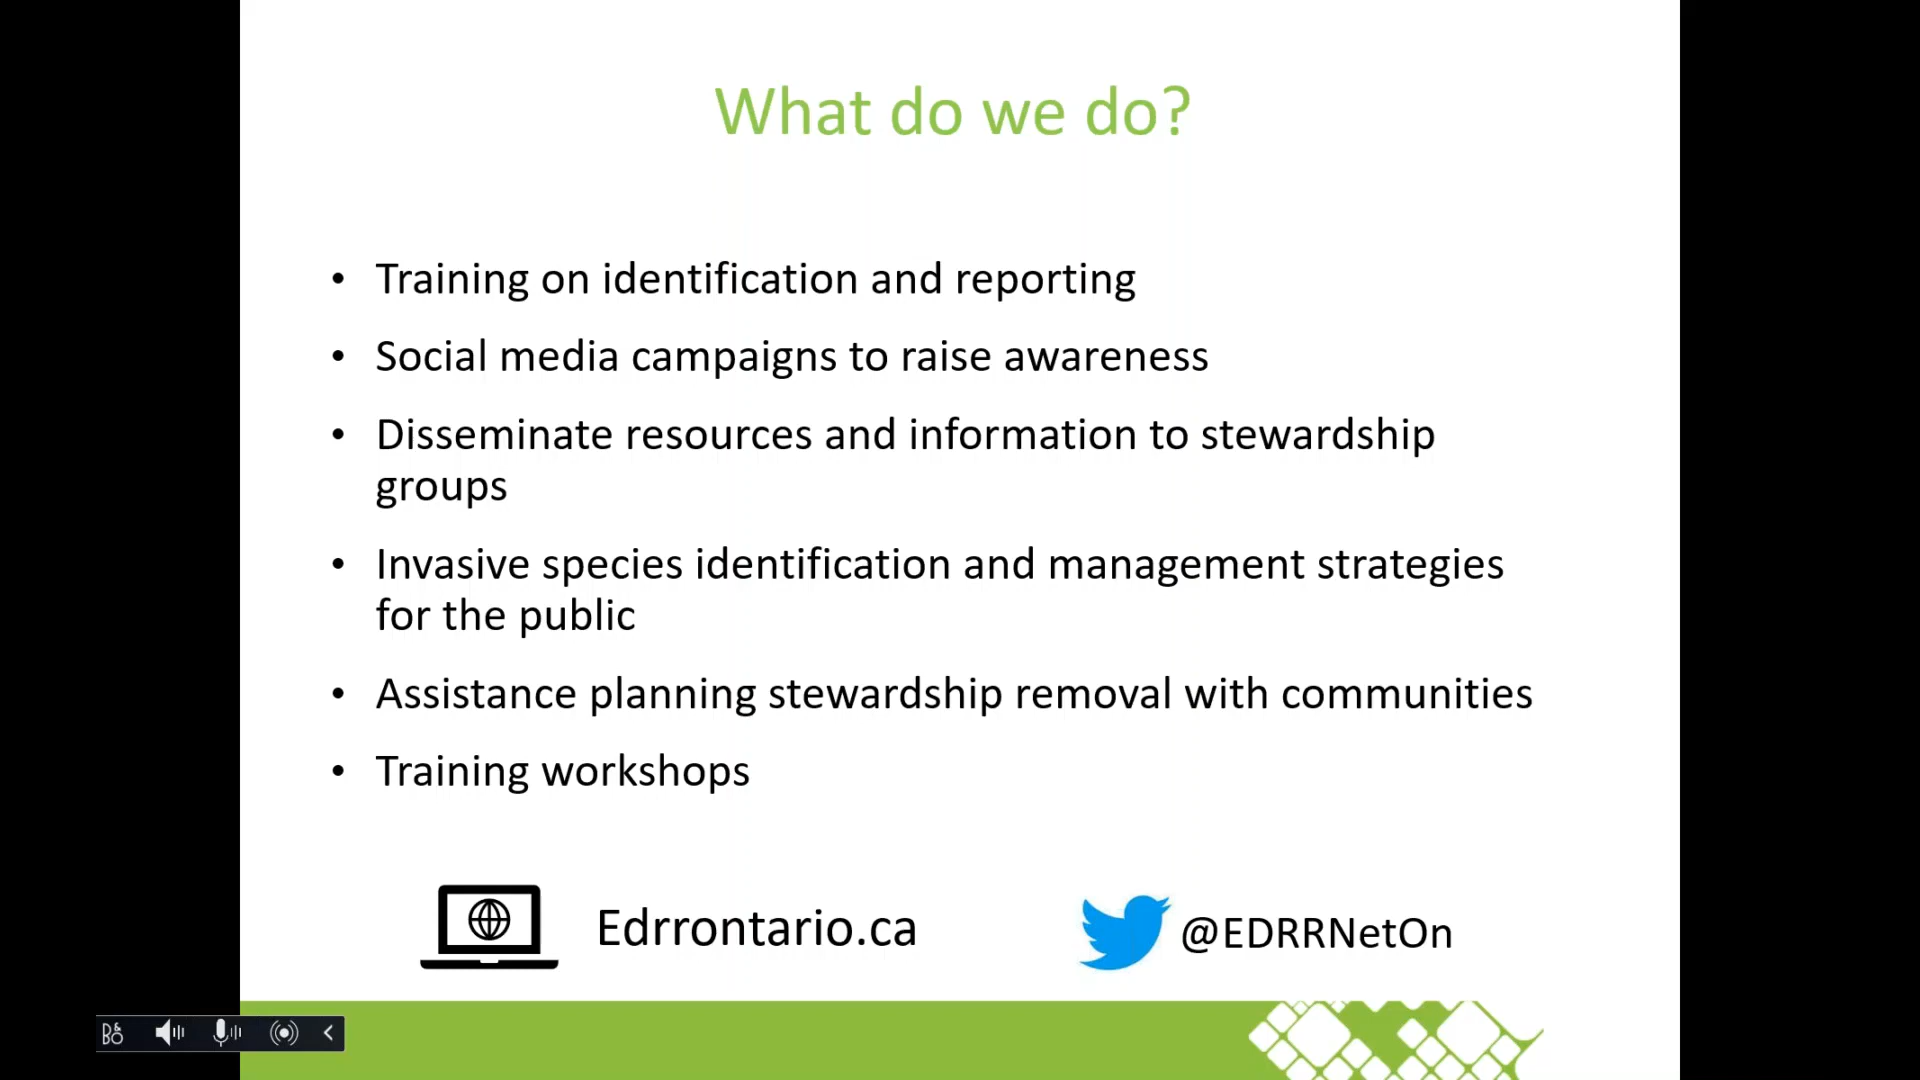 What do we do?
• Training on identification and reporting
• Social media campaigns to raise awareness
• Disseminate resources and information to stewardship
groups
• Invasive species identification and management strategies
for the public
• Assistance planning stewardship removal with communities
• Training workshops
Edrrontario.ca
@EDRRNetOn
B&O